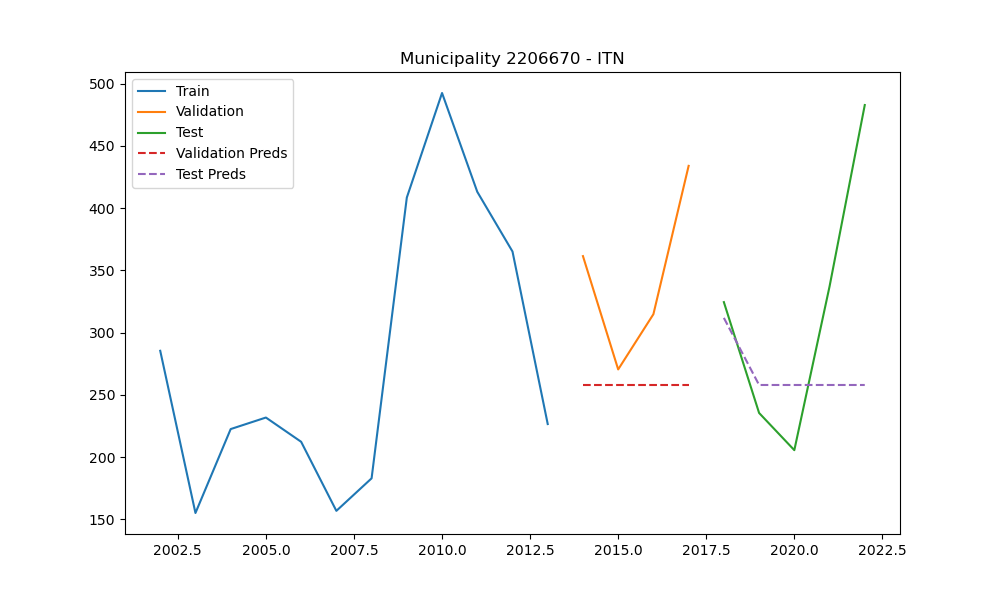 Municipality 2206670 - ITN
Train
Validation
Test
Validation Preds
Test Preds
500
450
400
350
300
250
200
150
2002.5 2005.0 2007.5 2010.0 2012.5 2015.0 2017.5 2020.0 2022.5